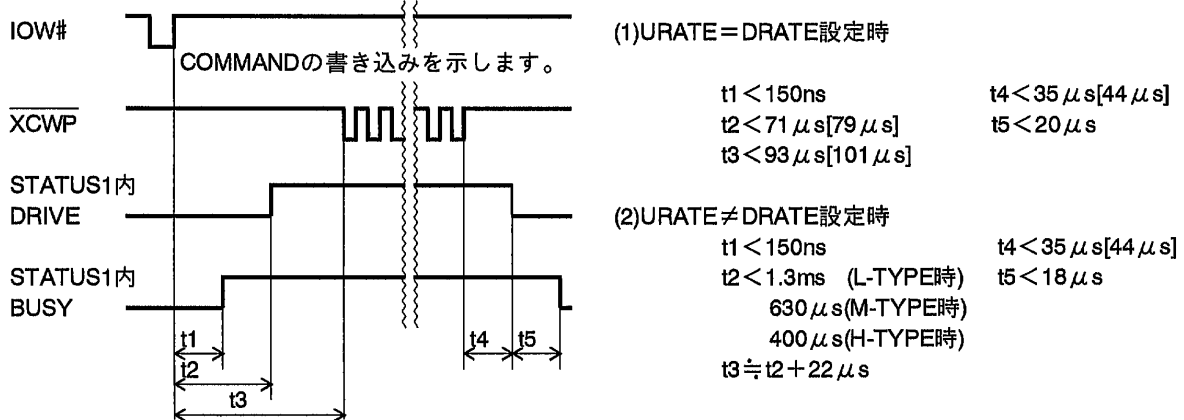 IOW#
COMMANDの書き込みを示します。
XCWP
STATUS1内
DRIVE
STATUS1内
BUSY
t1
t2
t3
t4
t5
(1)URATE=DRATE設定時
t1<150ns t4<35μs[44μs]
t2<71μs[79μs] t5<20μs
t3<93μs[101μs]
(2)URATE≠DRATE設定時
t1<150ns t4<35μs[44μs]
t2<1.3ms (L-TYPE時) t5<18μs
630μs(M-TYPE時)
400μs(H-TYPE時)
t3≒t2+22μs